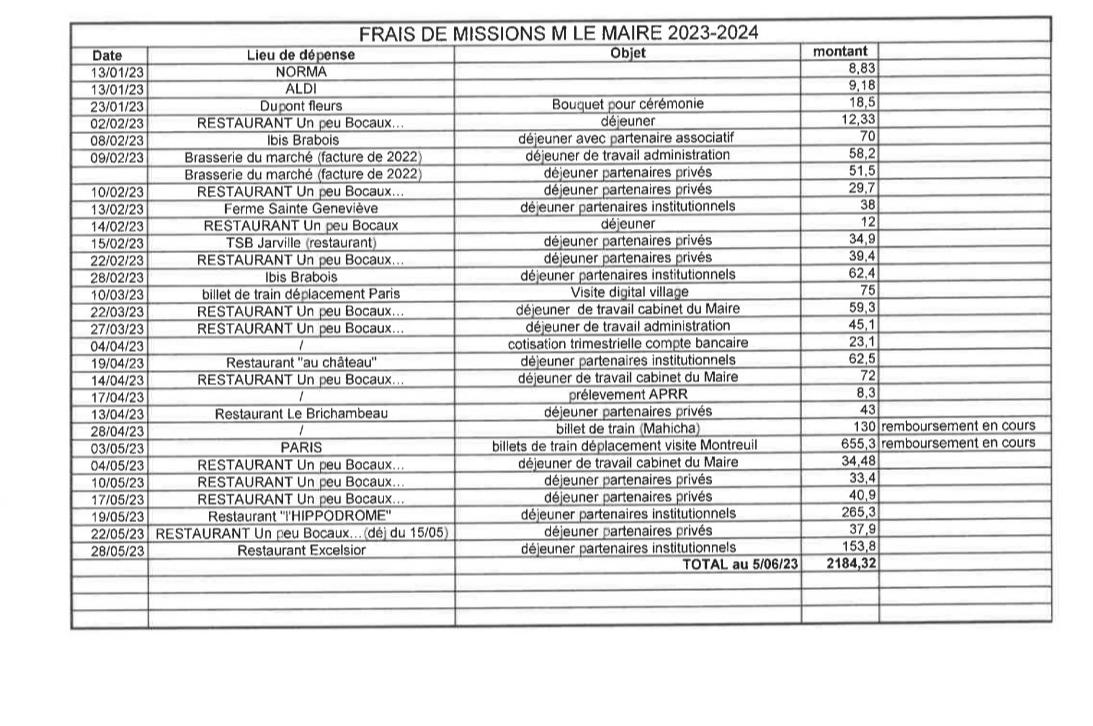 FRAIS DE MISSIONS M LE MAIRE 2023-2024
Date Lieu de dépense Objet montant
13/01/23 NORMA 8,83
13/01/23 ALDI 9,18
23/01/23 Dupont fleurs Bouquet pour cérémonie 18,5
02/02/23 RESTAURANT Un peu Bocaux... déjeuner 12,33
08/02/23 Ibis Brabois déjeuner avec partenaire associatif 70
09/02/23 Brasserie du marché (facture de 2022) déjeuner de travail administration 58,2
Brasserie du marché (facture de 2022) déjeuner partenaires privés 51,5
10/02/23 RESTAURANT Un peu Bocaux... déjeuner partenaires privés 29,7
13/02/23 Ferme Sainte Geneviève déjeuner partenaires institutionnels 38
14/02/23 RESTAURANT Un peu Bocaux déjeuner 12
15/02/23 TSB Jarville (restaurant) déjeuner partenaires privés 34,9
22/02/23 RESTAURANT Un peu Bocaux... déjeuner partenaires privés 39,4
28/02/23 Ibis Brabois déjeuner partenaires institutionnels 62,4
10/03/23 billet de train déplacement Paris Visite digital village 75
22/03/23 RESTAURANT Un peu Bocaux... déjeuner de travail cabinet du Maire 59,3
27/03/23 RESTAURANT Un peu Bocaux... déjeuner de travail administration 45,1
04/04/23 / cotisation trimestrielle compte bancaire 23,1
19/04/23 Restaurant "au château" déjeuner partenaires institutionnels 62,5
14/04/23 RESTAURANT Un peu Bocaux... déjeuner de travail cabinet du Maire 72
17/04/23 / prélevement APRR 8,3
13/04/23 Restaurant Le Brichambeau déjeuner partenaires privés 43
28/04/23 / billet de train (Mahicha) 130 remboursement en cours
03/05/23 PARIS billets de train déplacement visite Montreuil 655,3 remboursement en cours
04/05/23 RESTAURANT Un peu Bocaux... déjeuner de travail cabinet du Maire 34,48
10/05/23 RESTAURANT Un peu Bocaux... déjeuner partenaires privés 33,4
17/05/23 RESTAURANT Un peu Bocaux... déjeuner partenaires privés 40,9
19/05/23 Restaurant "l'HIPPODROME" déjeuner partenaires institutionnels 265,3
22/05/23 RESTAURANT Un peu Bocaux...(déj du 15/05) déjeuner partenaires privés 37,9
28/05/23 Restaurant Excelsior déjeuner partenaires institutionnels 153,8
TOTAL au 5/06/23 2184,32